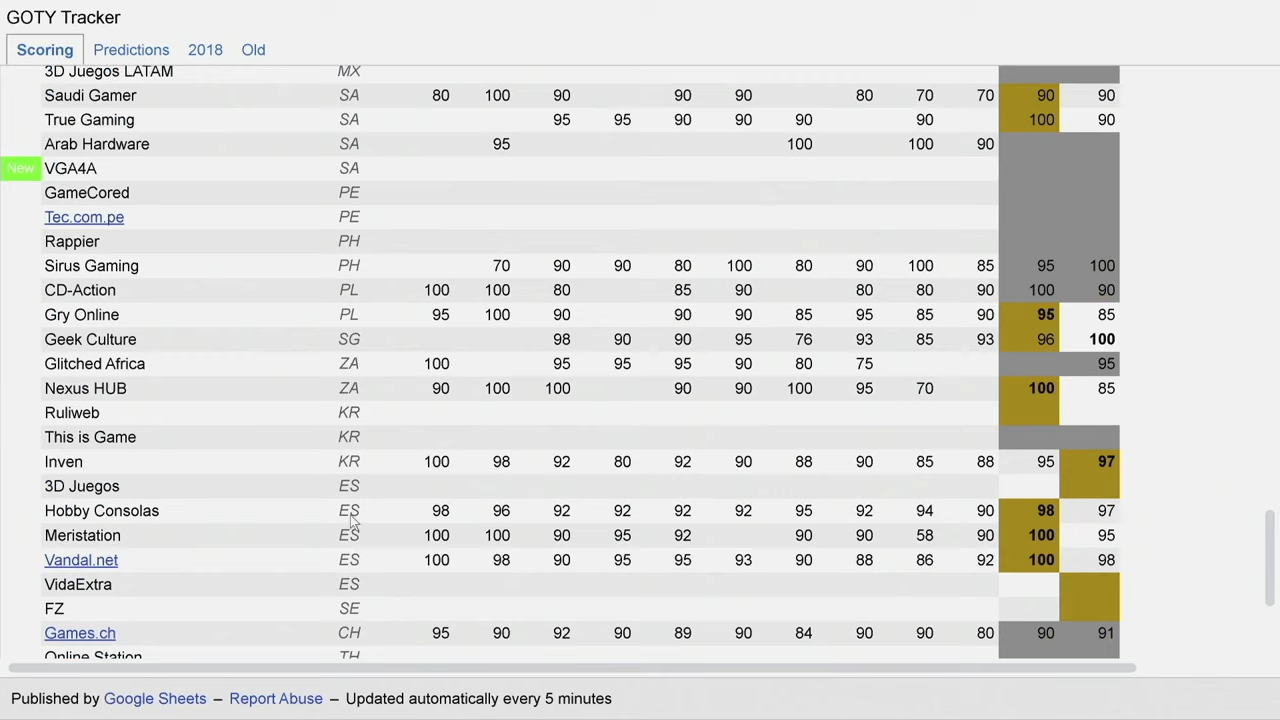 GOTY Tracker
Scoring Predictions 2018 Old
3D Juegos LATAM MX
Saudi Gamer SA 80 100 90 90 90 80 70 70 90 90
True Gaming SA 95 95 90 90 90 90 100 90
Arab Hardware SA 95 100 100 90
New VGA4A SA
GameCored PE
Tec.com.pe PE
Rappier PH
Sirus Gaming PH 70 90 90 80 100 80 90 100 85 95 100
CD-Action PL 100 100 80 85 90 80 80 90 100 90
Gry Online PL 95 100 90 90 90 85 95 85 90 95 85
Geek Culture SG 98 90 90 95 76 93 85 93 96 100
Glitched Africa ZA 100 95 95 95 90 80 75 95
Nexus HUB ZA 90 100 100 90 90 100 95 70 100 85
Ruliweb KR
This is Game KR
Inven KR 100 98 92 80 92 90 88 90 85 88 95 97
3D Juegos ES
Hobby Consolas ES 98 96 92 92 92 92 95 92 94 90 98 97
Meristation ES 100 100 90 95 92 90 90 58 90 100 95
Vandal.net ES 100 98 90 95 95 93 90 88 86 92 100 98
VidaExtra ES
FZ SE
Games.ch CH 95 90 92 90 89 90 84 90 90 80 90 91
Online Station TH
Published by Google Sheets – Report Abuse – Updated automatically every 5 minutes